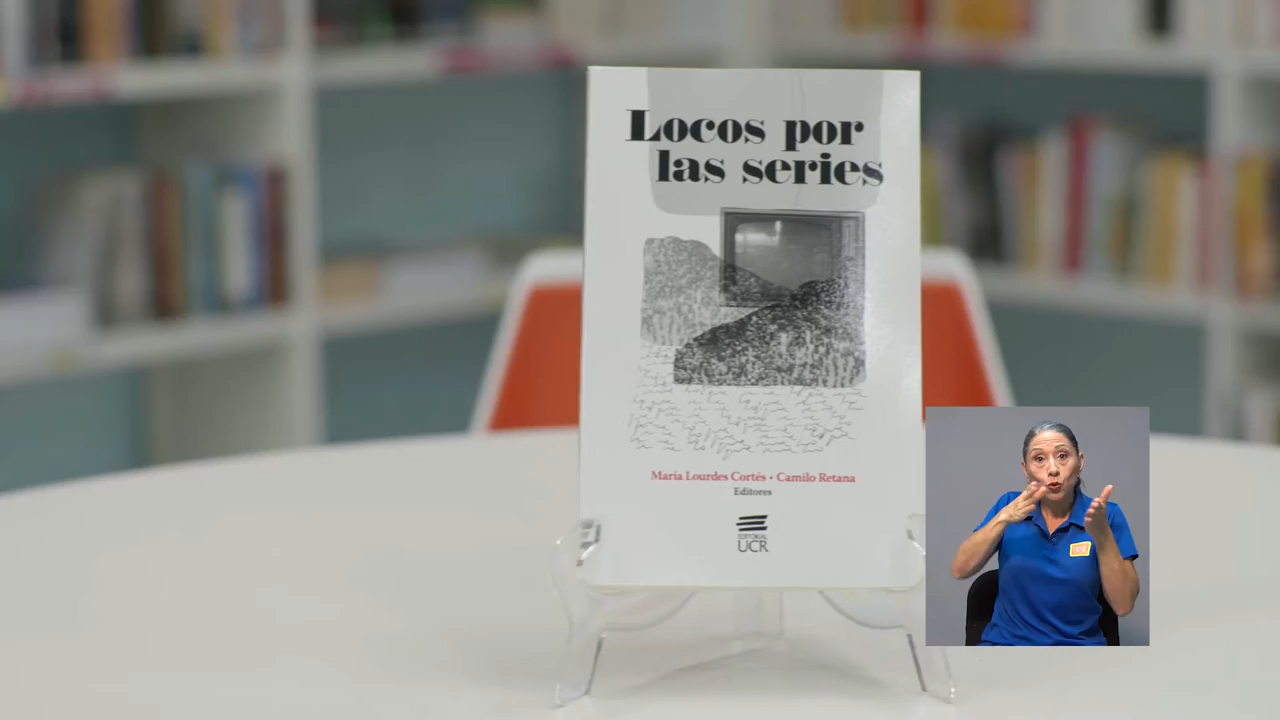 Locos por
las series
María Lourdes Cortés • Camilo Retana
Editores
EDITORIAL
UCR